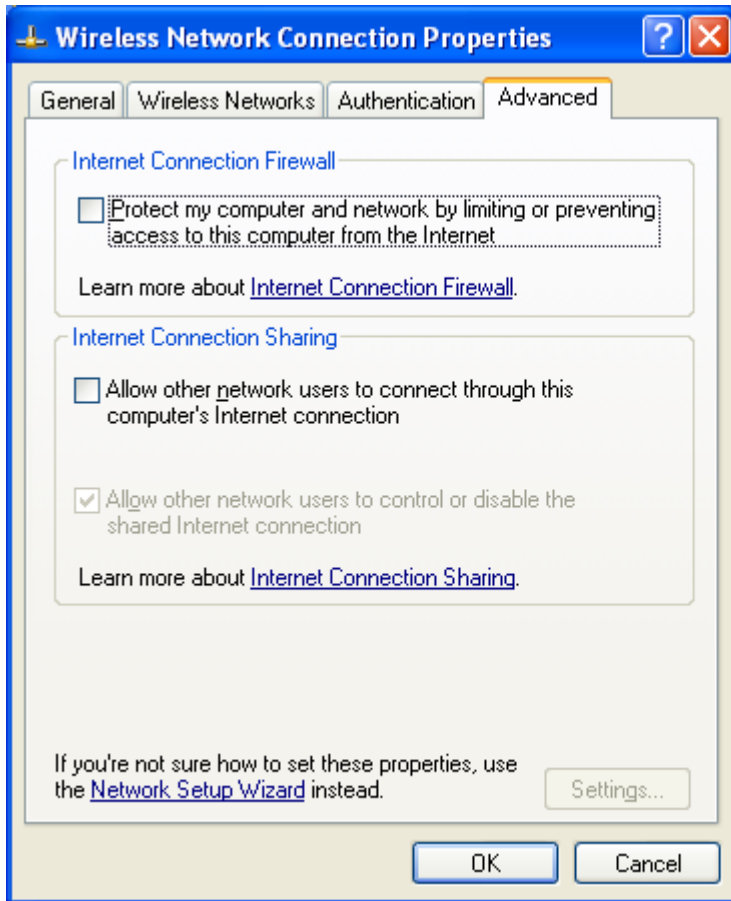 Wireless Network Connection Properties
General Wireless Networks Authentication Advanced
Internet Connection Firewall
Protect my computer and network by limiting or preventing
access to this computer from the Internet
Learn more about Internet Connection Firewall.
Internet Connection Sharing
Allow other network users to connect through this
computer's Internet connection
Allow other network users to control or disable the
shared Internet connection
Learn more about Internet Connection Sharing.
If you're not sure how to set these properties, use
the Network Setup Wizard instead.
Settings...
OK Cancel